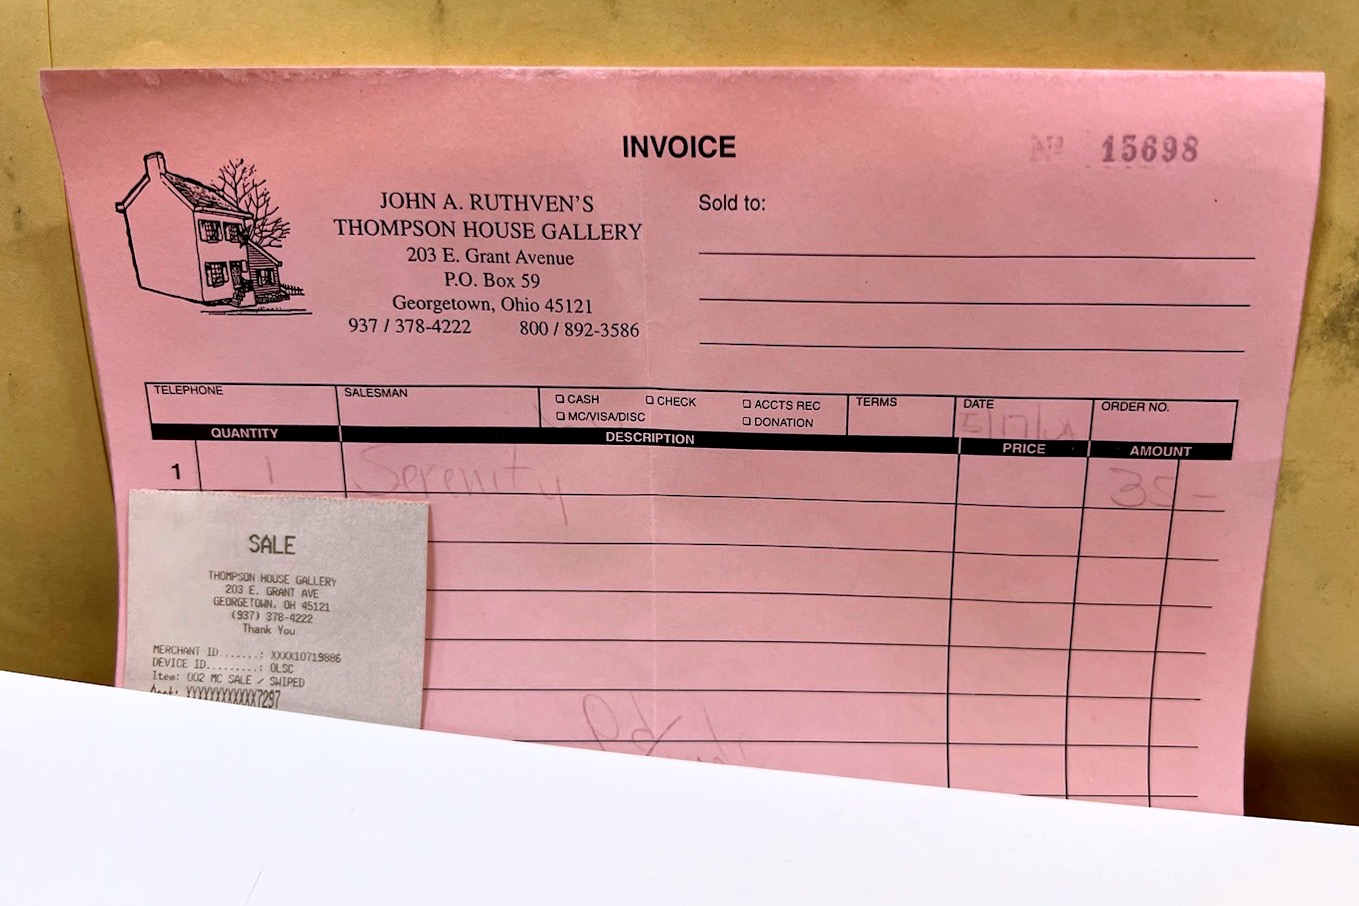 INVOICE
Nº 15698
JOHN A. RUTHVEN'S
THOMPSON HOUSE GALLERY
203 E. Grant Avenue
P.O. Box 59
Georgetown, Ohio 45121
937 / 378-4222 800 / 892-3586
Sold to:
TELEPHONE SALESMAN ❑ CASH ❑ CHECK ❑ ACCTS REC TERMS DATE ORDER NO.
❑ MC/VISA/DISC ❑ DONATION
QUANTITY DESCRIPTION PRICE AMOUNT
1 1 Serenity 35 -
SALE
THOMPSON HOUSE GALLERY
203 E. GRANT AVE
GEORGETOWN, OH 45121
(937) 378-4222
Thank You
MERCHANT ID.......: XXXX10719886
DEVICE ID.........: OLSC
Item: 002 MC SALE / SWIPED
Acct: XXXXXXXXXXXX7297
Pd